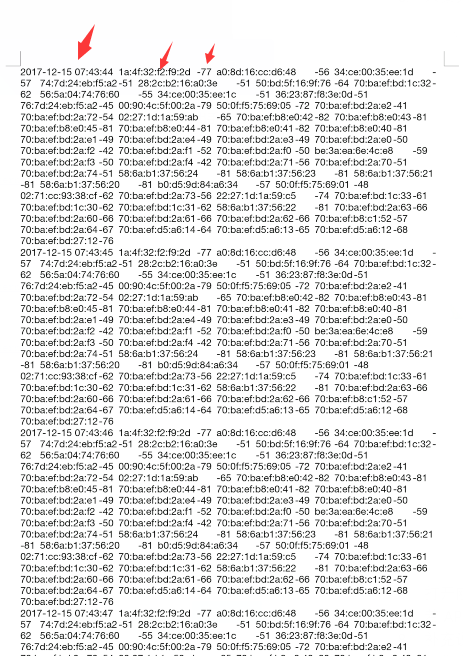 2017-12-15 07:43:44 1a:4f:32:f2:f9:2d -77 a0:8d:16:cc:d6:48 -56 34:ce:00:35:ee:1d -
57 74:7d:24:eb:f5:a2-51 28:2c:b2:16:a0:3e -51 50:bd:5f:16:9f:76 -64 70:ba:ef:bd:1c:32-
62 56:5a:04:74:76:60 -55 34:ce:00:35:ee:1c -51 36:23:87:f8:3e:0d-51
76:7d:24:eb:f5:a2-45 00:90:4c:5f:00:2a-79 50:0f:f5:75:69:05 -72 70:ba:ef:bd:2a:e2-41
70:ba:ef:bd:2a:72-54 02:27:1d:1a:59:ab -65 70:ba:ef:b8:e0:42-82 70:ba:ef:b8:e0:43-81
70:ba:ef:b8:e0:45-81 70:ba:ef:b8:e0:44-81 70:ba:ef:b8:e0:41-82 70:ba:ef:b8:e0:40-81
70:ba:ef:bd:2a:e1-49 70:ba:ef:bd:2a:e4-49 70:ba:ef:bd:2a:e3-49 70:ba:ef:bd:2a:e0-50
70:ba:ef:bd:2a:f2 -42 70:ba:ef:bd:2a:f1 -52 70:ba:ef:bd:2a:f0 -50 be:3a:ea:6e:4c:e8 -59
70:ba:ef:bd:2a:f3 -50 70:ba:ef:bd:2a:f4 -42 70:ba:ef:bd:2a:71-56 70:ba:ef:bd:2a:70-51
70:ba:ef:bd:2a:74-51 58:6a:b1:37:56:24 -81 58:6a:b1:37:56:23 -81 58:6a:b1:37:56:21
-81 58:6a:b1:37:56:20 -81 b0:d5:9d:84:a6:34 -57 50:0f:f5:75:69:01 -48
02:71:cc:93:38:cf-62 70:ba:ef:bd:2a:73-56 22:27:1d:1a:59:c5 -74 70:ba:ef:bd:1c:33-61
70:ba:ef:bd:1c:30-62 70:ba:ef:bd:1c:31-62 58:6a:b1:37:56:22 -81 70:ba:ef:bd:2a:63-66
70:ba:ef:bd:2a:60-66 70:ba:ef:bd:2a:61-66 70:ba:ef:bd:2a:62-66 70:ba:ef:b8:c1:52-57
70:ba:ef:bd:2a:64-67 70:ba:ef:d5:a6:14-64 70:ba:ef:d5:a6:13-65 70:ba:ef:d5:a6:12-68
70:ba:ef:bd:27:12-76
2017-12-15 07:43:45 1a:4f:32:f2:f9:2d -77 a0:8d:16:cc:d6:48 -56 34:ce:00:35:ee:1d -
57 74:7d:24:eb:f5:a2-51 28:2c:b2:16:a0:3e -51 50:bd:5f:16:9f:76 -64 70:ba:ef:bd:1c:32-
62 56:5a:04:74:76:60 -55 34:ce:00:35:ee:1c -51 36:23:87:f8:3e:0d-51
76:7d:24:eb:f5:a2-45 00:90:4c:5f:00:2a-79 50:0f:f5:75:69:05 -72 70:ba:ef:bd:2a:e2-41
70:ba:ef:bd:2a:72-54 02:27:1d:1a:59:ab -65 70:ba:ef:b8:e0:42-82 70:ba:ef:b8:e0:43-81
70:ba:ef:b8:e0:45-81 70:ba:ef:b8:e0:44-81 70:ba:ef:b8:e0:41-82 70:ba:ef:b8:e0:40-81
70:ba:ef:bd:2a:e1-49 70:ba:ef:bd:2a:e4-49 70:ba:ef:bd:2a:e3-49 70:ba:ef:bd:2a:e0-50
70:ba:ef:bd:2a:f2 -42 70:ba:ef:bd:2a:f1 -52 70:ba:ef:bd:2a:f0 -50 be:3a:ea:6e:4c:e8 -59
70:ba:ef:bd:2a:f3 -50 70:ba:ef:bd:2a:f4 -42 70:ba:ef:bd:2a:71-56 70:ba:ef:bd:2a:70-51
70:ba:ef:bd:2a:74-51 58:6a:b1:37:56:24 -81 58:6a:b1:37:56:23 -81 58:6a:b1:37:56:21
-81 58:6a:b1:37:56:20 -81 b0:d5:9d:84:a6:34 -57 50:0f:f5:75:69:01 -48
02:71:cc:93:38:cf-62 70:ba:ef:bd:2a:73-56 22:27:1d:1a:59:c5 -74 70:ba:ef:bd:1c:33-61
70:ba:ef:bd:1c:30-62 70:ba:ef:bd:1c:31-62 58:6a:b1:37:56:22 -81 70:ba:ef:bd:2a:63-66
70:ba:ef:bd:2a:60-66 70:ba:ef:bd:2a:61-66 70:ba:ef:bd:2a:62-66 70:ba:ef:b8:c1:52-57
70:ba:ef:bd:2a:64-67 70:ba:ef:d5:a6:14-64 70:ba:ef:d5:a6:13-65 70:ba:ef:d5:a6:12-68
70:ba:ef:bd:27:12-76
2017-12-15 07:43:46 1a:4f:32:f2:f9:2d -77 a0:8d:16:cc:d6:48 -56 34:ce:00:35:ee:1d -
57 74:7d:24:eb:f5:a2-51 28:2c:b2:16:a0:3e -51 50:bd:5f:16:9f:76 -64 70:ba:ef:bd:1c:32-
62 56:5a:04:74:76:60 -55 34:ce:00:35:ee:1c -51 36:23:87:f8:3e:0d-51
76:7d:24:eb:f5:a2-45 00:90:4c:5f:00:2a-79 50:0f:f5:75:69:05 -72 70:ba:ef:bd:2a:e2-41
70:ba:ef:bd:2a:72-54 02:27:1d:1a:59:ab -65 70:ba:ef:b8:e0:42-82 70:ba:ef:b8:e0:43-81
70:ba:ef:b8:e0:45-81 70:ba:ef:b8:e0:44-81 70:ba:ef:b8:e0:41-82 70:ba:ef:b8:e0:40-81
70:ba:ef:bd:2a:e1-49 70:ba:ef:bd:2a:e4-49 70:ba:ef:bd:2a:e3-49 70:ba:ef:bd:2a:e0-50
70:ba:ef:bd:2a:f2 -42 70:ba:ef:bd:2a:f1 -52 70:ba:ef:bd:2a:f0 -50 be:3a:ea:6e:4c:e8 -59
70:ba:ef:bd:2a:f3 -50 70:ba:ef:bd:2a:f4 -42 70:ba:ef:bd:2a:71-56 70:ba:ef:bd:2a:70-51
70:ba:ef:bd:2a:74-51 58:6a:b1:37:56:24 -81 58:6a:b1:37:56:23 -81 58:6a:b1:37:56:21
-81 58:6a:b1:37:56:20 -81 b0:d5:9d:84:a6:34 -57 50:0f:f5:75:69:01 -48
02:71:cc:93:38:cf-62 70:ba:ef:bd:2a:73-56 22:27:1d:1a:59:c5 -74 70:ba:ef:bd:1c:33-61
70:ba:ef:bd:1c:30-62 70:ba:ef:bd:1c:31-62 58:6a:b1:37:56:22 -81 70:ba:ef:bd:2a:63-66
70:ba:ef:bd:2a:60-66 70:ba:ef:bd:2a:61-66 70:ba:ef:bd:2a:62-66 70:ba:ef:b8:c1:52-57
70:ba:ef:bd:2a:64-67 70:ba:ef:d5:a6:14-64 70:ba:ef:d5:a6:13-65 70:ba:ef:d5:a6:12-68
70:ba:ef:bd:27:12-76
2017-12-15 07:43:47 1a:4f:32:f2:f9:2d -77 a0:8d:16:cc:d6:48 -56 34:ce:00:35:ee:1d -
57 74:7d:24:eb:f5:a2-51 28:2c:b2:16:a0:3e -51 50:bd:5f:16:9f:76 -64 70:ba:ef:bd:1c:32-
62 56:5a:04:74:76:60 -55 34:ce:00:35:ee:1c -51 36:23:87:f8:3e:0d-51
76:7d:24:eb:f5:a2-45 00:90:4c:5f:00:2a-79 50:0f:f5:75:69:05 -72 70:ba:ef:bd:2a:e2-41